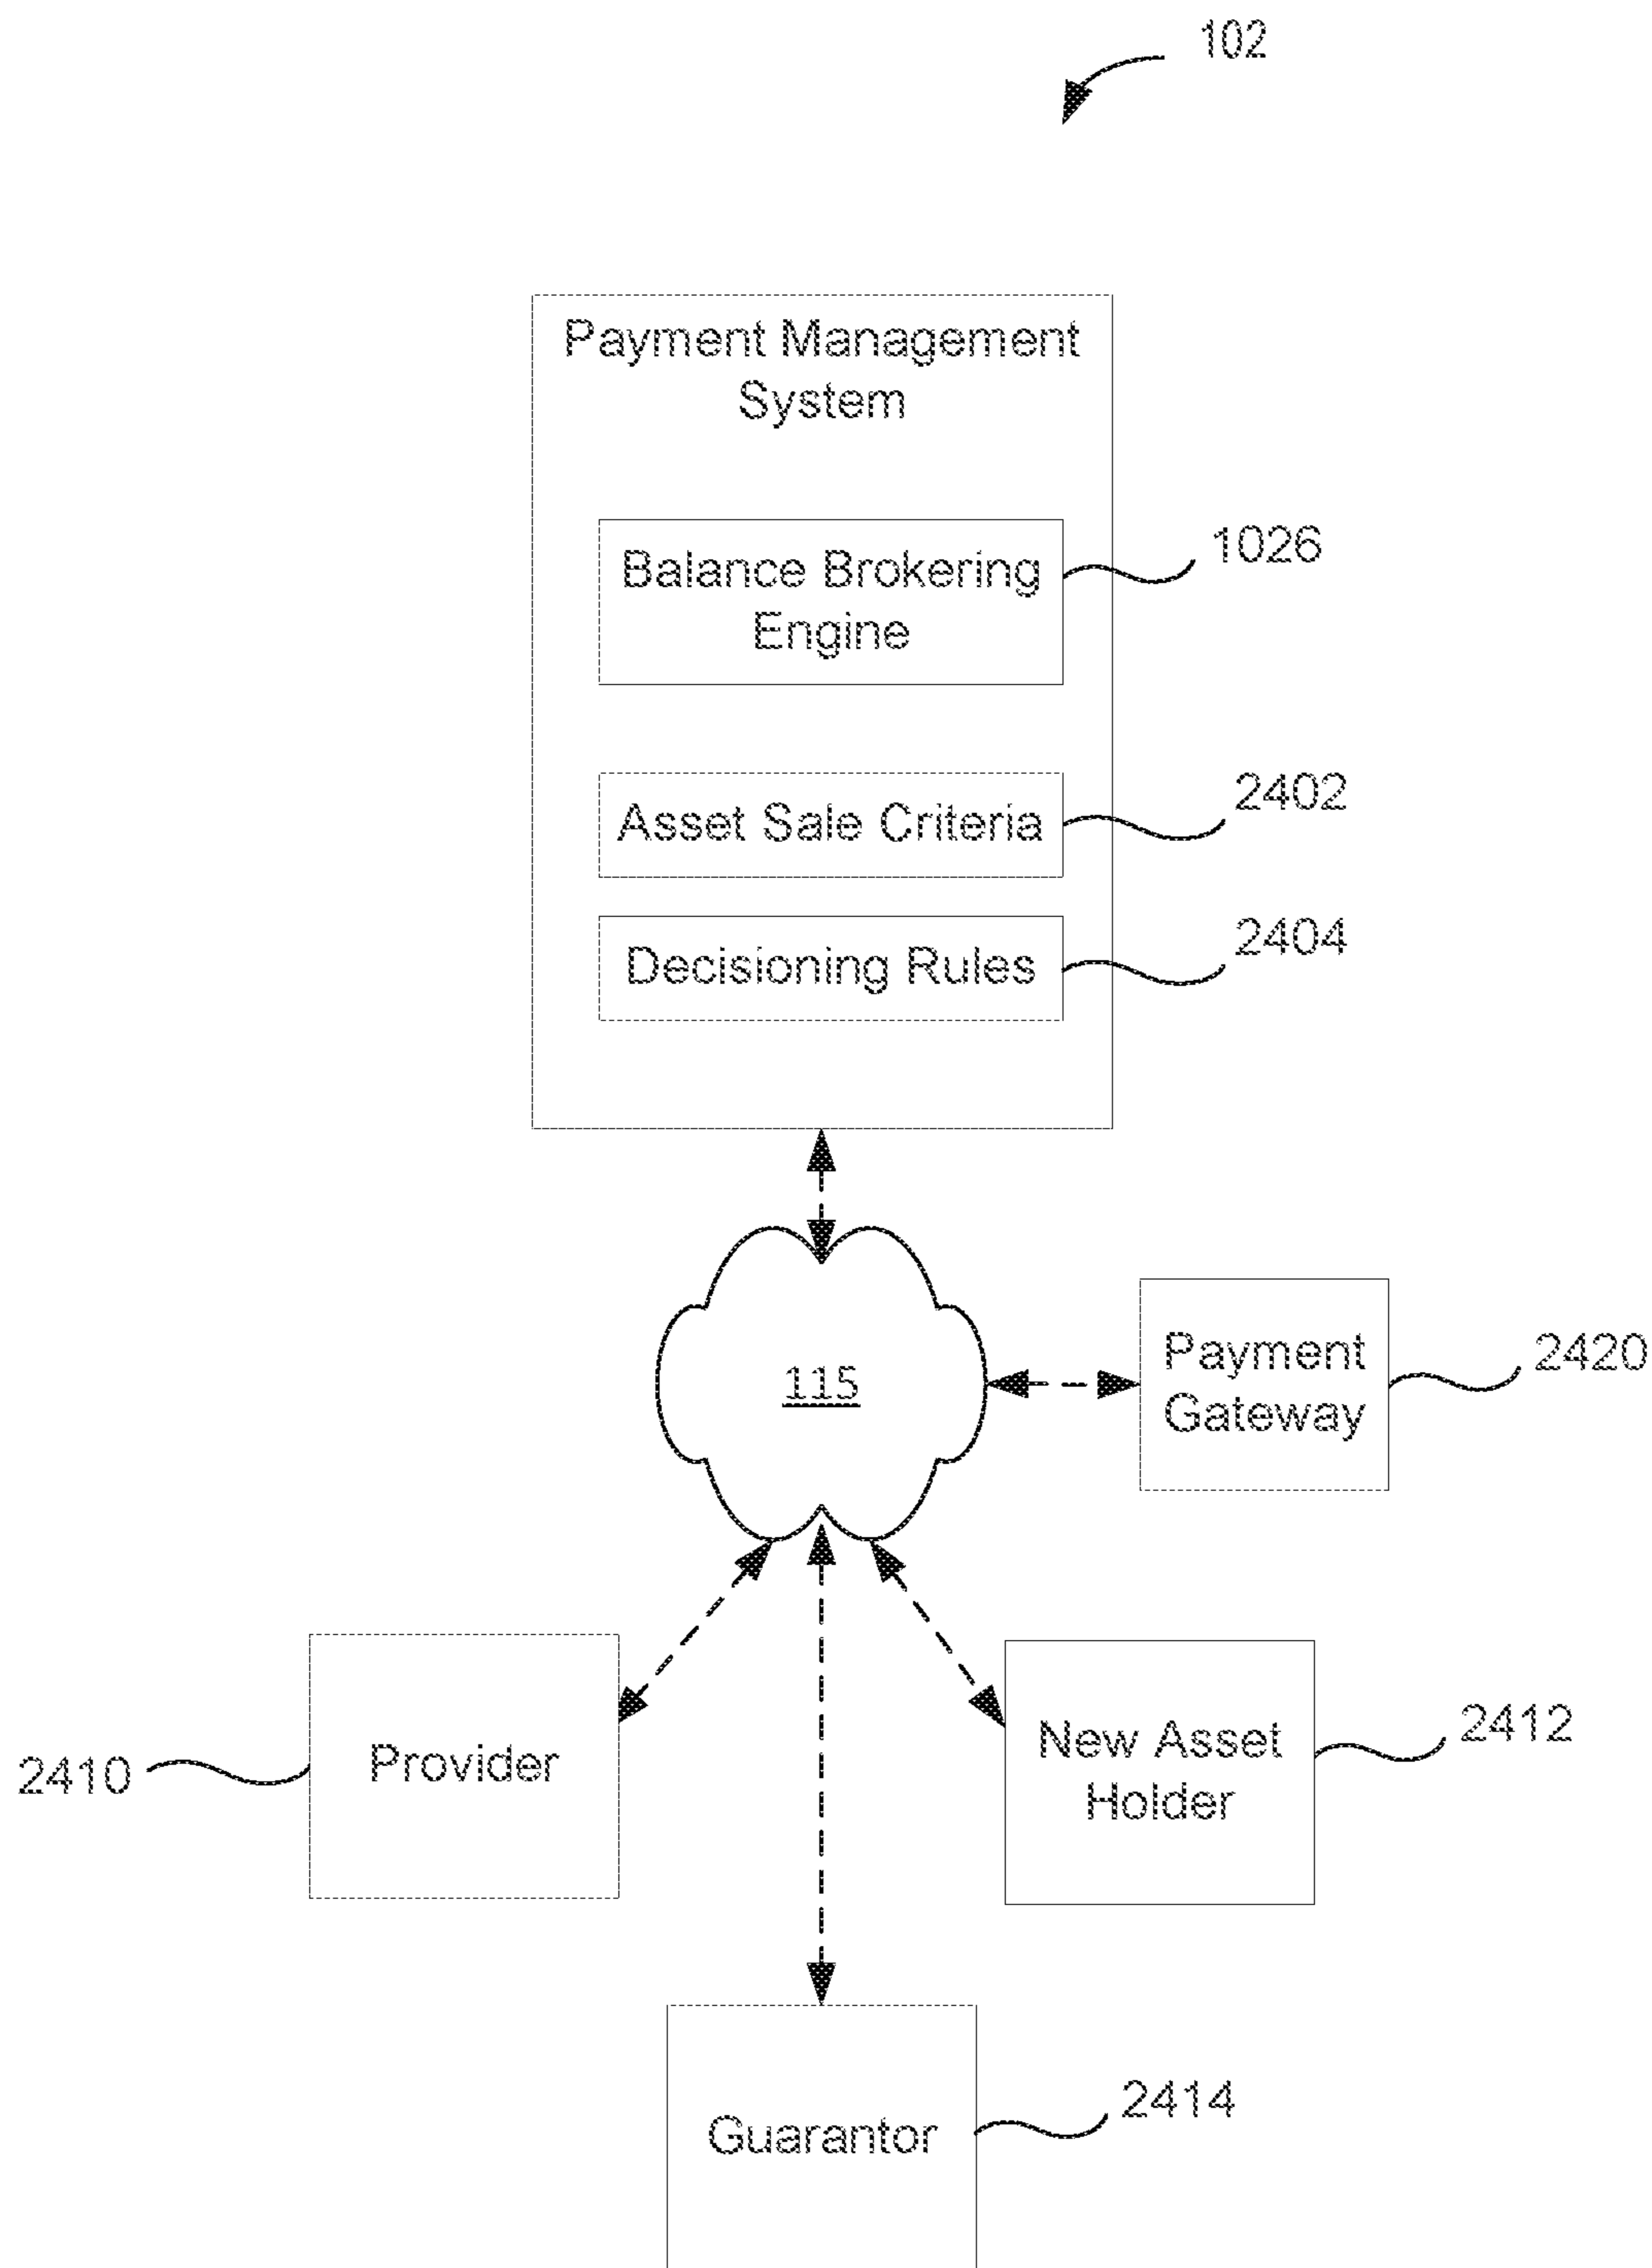 102
Payment Management
System
Balance Brokering
Engine
1026
Asset Sale Criteria
2402
Decisioning Rules
2404
115
Payment
Gateway
2420
Provider
2410
New Asset
Holder
2412
Guarantor
2414